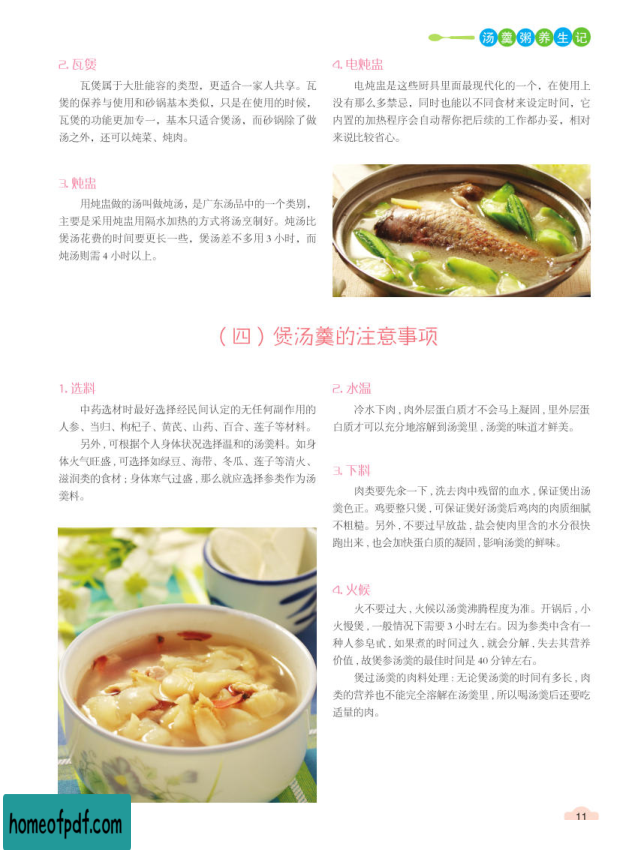 汤羹粥养生记
2. 瓦煲
瓦煲属于大肚能容的类型，更适合一家人共享。瓦
煲的保养与使用和砂锅基本类似，只是在使用的时候，
瓦煲的功能更加专一，基本只适合煲汤，而砂锅除了做
汤之外，还可以炖菜、炖肉。
3. 炖盅
用炖盅做的汤叫做炖汤，是广东汤品中的一个类别，
主要是采用炖盅用隔水加热的方式将汤烹制好。炖汤比
煲汤花费的时间要更长一些，煲汤差不多用 3 小时，而
炖汤则需 4 小时以上。
4. 电炖盅
电炖盅是这些厨具里面最现代化的一个，在使用上
没有那么多禁忌，同时也能以不同食材来设定时间，它
内置的加热程序会自动帮你把后续的工作都办妥，相对
来说比较省心。
（四）煲汤羹的注意事项
1. 选料
中药选材时最好选择经民间认定的无任何副作用的
人参、当归、枸杞子、黄芪、山药、百合、莲子等材料。
另外，可根据个人身体状况选择温和的汤羹料。如身
体火气旺盛，可选择如绿豆、海带、冬瓜、莲子等清火、
滋润类的食材；身体寒气过盛，那么就应选择参类作为汤
羹料。
2. 水温
冷水下肉，肉外层蛋白质才不会马上凝固，里外层蛋
白质才可以充分地溶解到汤羹里，汤羹的味道才鲜美。
3. 下料
肉类要先汆一下，洗去肉中残留的血水，保证煲出汤
羹色正。鸡要整只煲，可保证煲好汤羹后鸡肉的肉质细腻
不粗糙。另外，不要过早放盐，盐会使肉里含的水分很快
跑出来，也会加快蛋白质的凝固，影响汤羹的鲜味。
4. 火候
火不要过大，火候以汤羹沸腾程度为准。开锅后，小
火慢煲，一般情况下需要 3 小时左右。因为参类中含有一
种人参皂甙，如果煮的时间过久，就会分解，失去其营养
价值，故煲参汤羹的最佳时间是 40 分钟左右。
煲过汤羹的肉料处理：无论煲汤羹的时间有多长，肉
类的营养也不能完全溶解在汤羹里，所以喝汤羹后还要吃
适量的肉。
homeofpdf.com
11